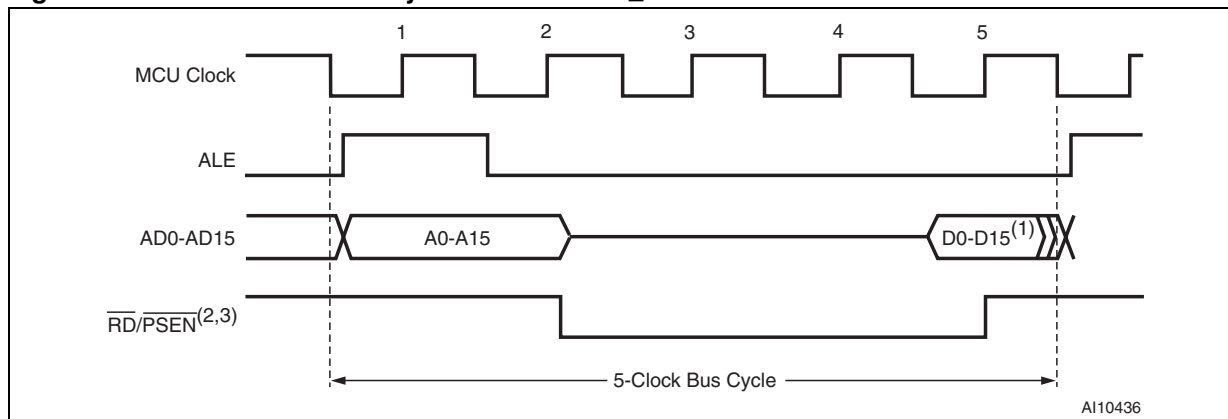 1 2 3 4 5
MCU Clock
ALE
AD0-AD15 A0-A15 D0-D15(1)
RD/PSEN(2,3)
5-Clock Bus Cycle
AI10436